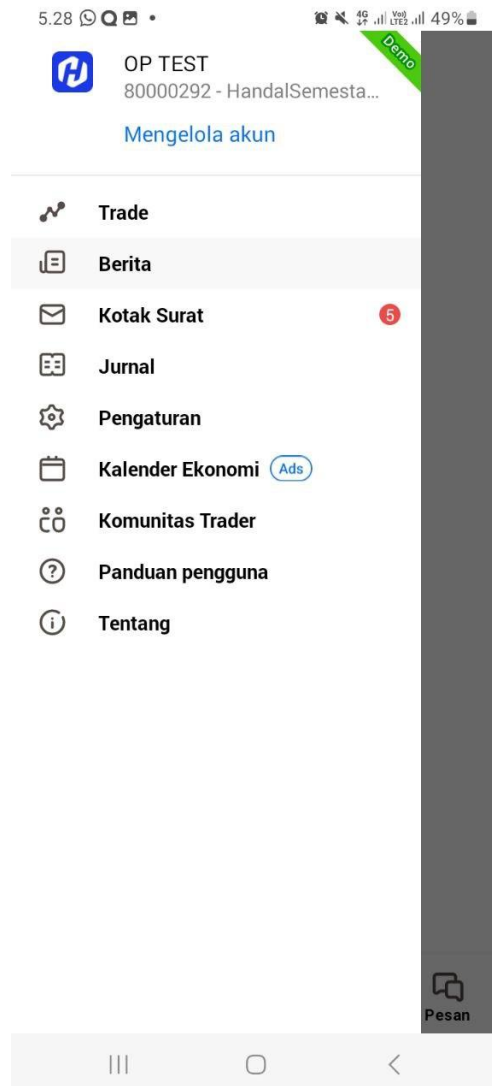 5.28 49%
Demo
OP TEST
80000292 - HandalSemesta...
Mengelola akun
Trade
Berita
Kotak Surat 5
Jurnal
Pengaturan
Kalender Ekonomi Ads
Komunitas Trader
Panduan pengguna
Tentang
Pesan